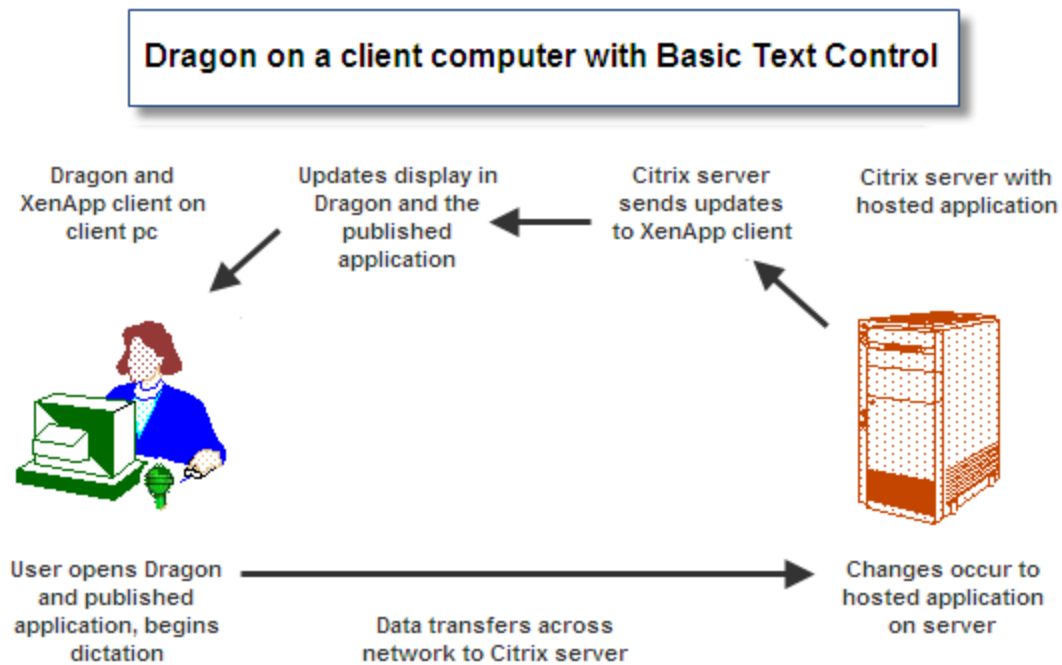 Dragon on a client computer with Basic Text Control
Dragon and
XenApp client on
client pc
Updates display in
Dragon and the
published
application
Citrix server
sends updates
to XenApp client
Citrix server with
hosted application
User opens Dragon
and published
application, begins
dictation
Data transfers across
network to Citrix server
Changes occur to
hosted application
on server